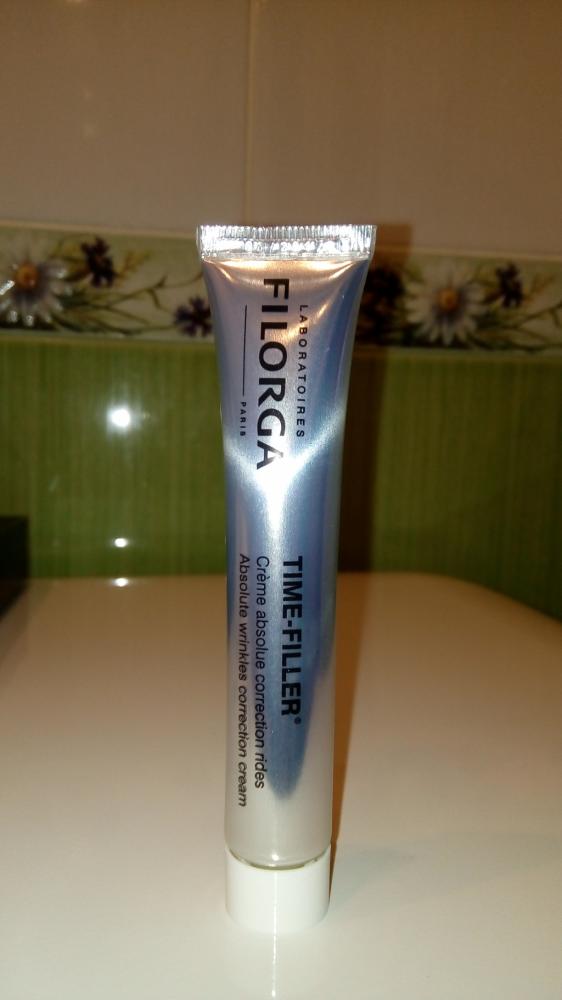 LABORATOIRES
FILORGA
PARIS
TIME-FILLER®
Crème absolue correction rides
Absolute wrinkles correction cream